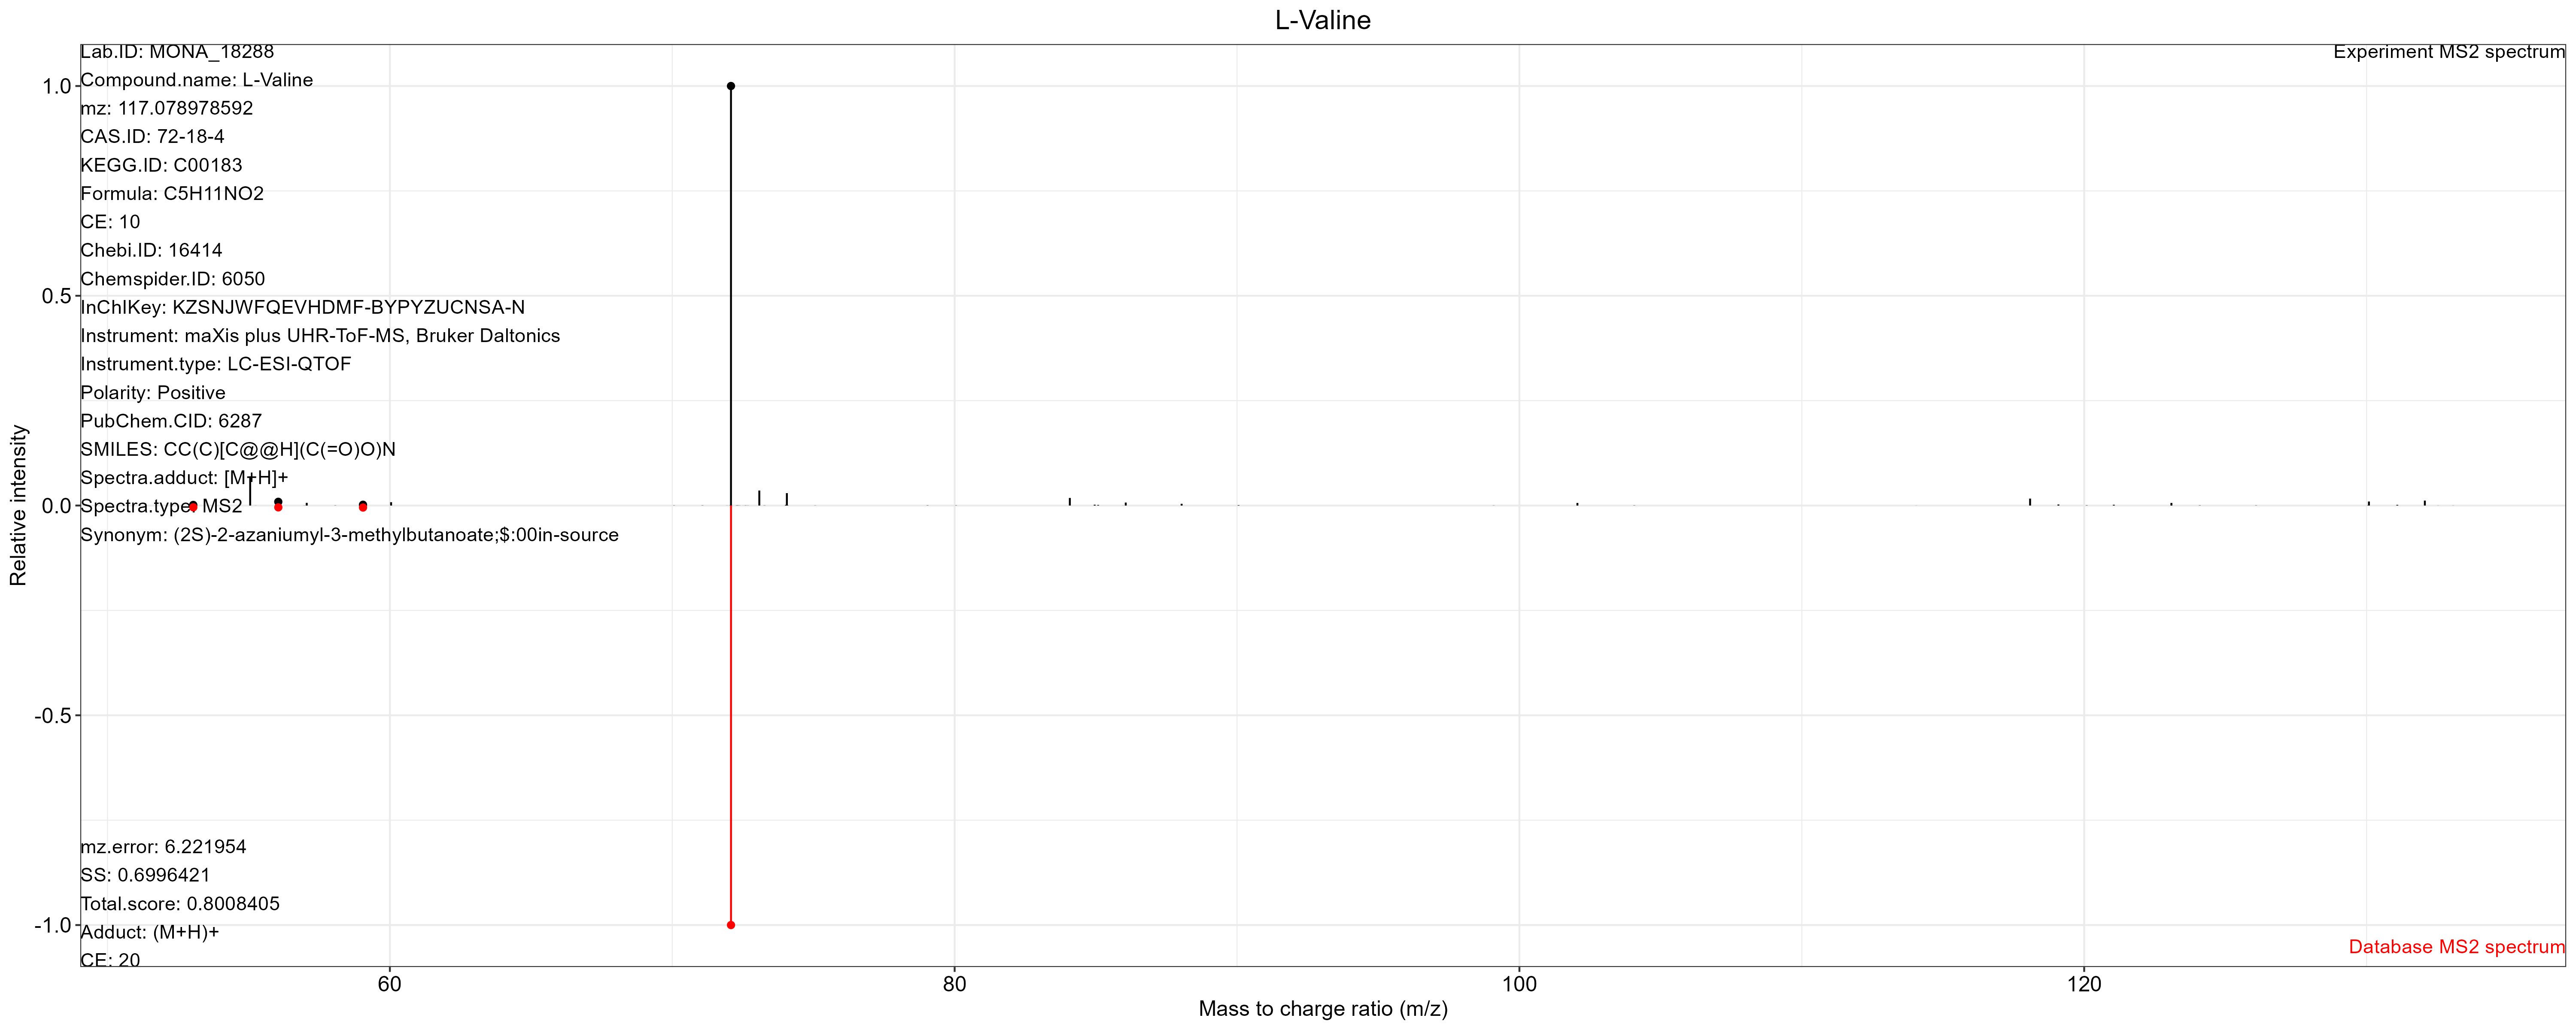 L-Valine
Lab.ID: MONA_18288
Experiment MS2 spectrum
Compound.name: L-Valine
1.0
mz: 117.078978592
CAS.ID: 72-18-4
KEGG.ID: C00183
Formula: C5H11NO2
CE: 10
Chebi.ID: 16414
Chemspider.ID: 6050
0.5
InChIKey: KZSNJWFQEVHDMF-BYPYZUCNSA-N
Instrument: maXis plus UHR-ToF-MS, Bruker Daltonics
Instrument.type: LC-ESI-QTOF
Polarity: Positive
PubChem.CID: 6287
SMILES: CC(C)[C@@H](C(=O)O)N
Spectra.adduct: [M+H]+
0.0
Spectra.type: MS2
Synonym: (2S)-2-azaniumyl-3-methylbutanoate;$:00in-source
Relative intensity
-0.5
mz.error: 6.221954
SS: 0.6996421
Total.score: 0.8008405
-1.0
Adduct: (M+H)+
Database MS2 spectrum
CE: 20
60 80 100 120
Mass to charge ratio (m/z)